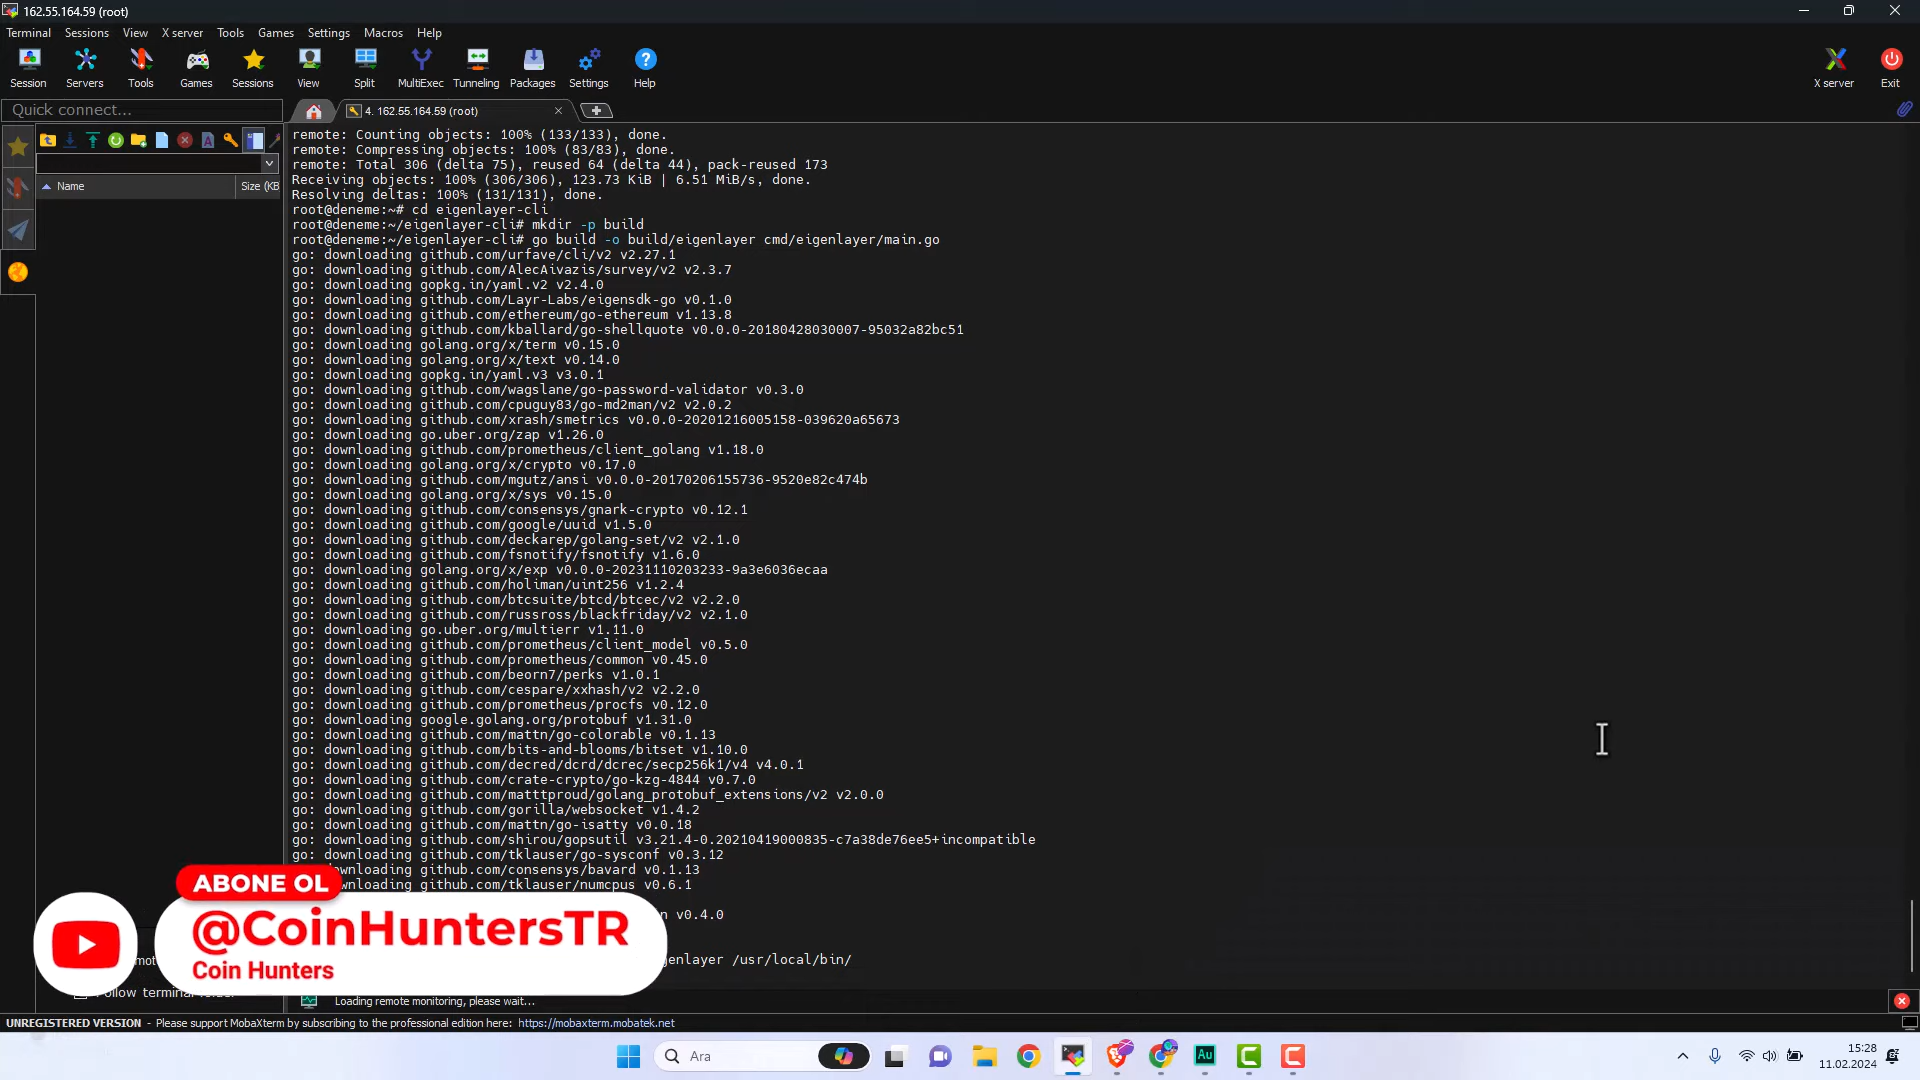 162.55.164.59 (root)
Terminal Sessions View X server Tools Games Settings Macros Help
Session Servers Tools Games Sessions View Split MultiExec Tunneling Packages Settings Help X server Exit
Quick connect...
4. 162.55.164.59 (root)
Name Size (KB
remote: Counting objects: 100% (133/133), done.
remote: Compressing objects: 100% (83/83), done.
remote: Total 306 (delta 75), reused 64 (delta 44), pack-reused 173
Receiving objects: 100% (306/306), 123.73 KiB | 6.51 MiB/s, done.
Resolving deltas: 100% (131/131), done.
root@deneme:~# cd eigenlayer-cli
root@deneme:~/eigenlayer-cli# mkdir -p build
root@deneme:~/eigenlayer-cli# go build -o build/eigenlayer cmd/eigenlayer/main.go
go: downloading github.com/urfave/cli/v2 v2.27.1
go: downloading github.com/AlecAivazis/survey/v2 v2.3.7
go: downloading gopkg.in/yaml.v2 v2.4.0
go: downloading github.com/Layr-Labs/eigensdk-go v0.1.0
go: downloading github.com/ethereum/go-ethereum v1.13.8
go: downloading github.com/kballard/go-shellquote v0.0.0-20180428030007-95032a82bc51
go: downloading golang.org/x/term v0.15.0
go: downloading golang.org/x/text v0.14.0
go: downloading gopkg.in/yaml.v3 v3.0.1
go: downloading github.com/wagslane/go-password-validator v0.3.0
go: downloading github.com/cpuguy83/go-md2man/v2 v2.0.2
go: downloading github.com/xrash/smetrics v0.0.0-20201216005158-039620a65673
go: downloading go.uber.org/zap v1.26.0
go: downloading github.com/prometheus/client_golang v1.18.0
go: downloading golang.org/x/crypto v0.17.0
go: downloading github.com/mgutz/ansi v0.0.0-20170206155736-9520e82c474b
go: downloading golang.org/x/sys v0.15.0
go: downloading github.com/consensys/gnark-crypto v0.12.1
go: downloading github.com/google/uuid v1.5.0
go: downloading github.com/deckarep/golang-set/v2 v2.1.0
go: downloading github.com/fsnotify/fsnotify v1.6.0
go: downloading golang.org/x/exp v0.0.0-20231110203233-9a3e6036ecaa
go: downloading github.com/holiman/uint256 v1.2.4
go: downloading github.com/btcsuite/btcd/btcec/v2 v2.2.0
go: downloading github.com/russross/blackfriday/v2 v2.1.0
go: downloading go.uber.org/multierr v1.11.0
go: downloading github.com/prometheus/client_model v0.5.0
go: downloading github.com/prometheus/common v0.45.0
go: downloading github.com/beorn7/perks v1.0.1
go: downloading github.com/cespare/xxhash/v2 v2.2.0
go: downloading github.com/prometheus/procfs v0.12.0
go: downloading google.golang.org/protobuf v1.31.0
go: downloading github.com/mattn/go-colorable v0.1.13
go: downloading github.com/bits-and-blooms/bitset v1.10.0
go: downloading github.com/decred/dcrd/dcrec/secp256k1/v4 v4.0.1
go: downloading github.com/crate-crypto/go-kzg-4844 v0.7.0
go: downloading github.com/matttproud/golang_protobuf_extensions/v2 v2.0.0
go: downloading github.com/gorilla/websocket v1.4.2
go: downloading github.com/mattn/go-isatty v0.0.18
go: downloading github.com/shirou/gopsutil v3.21.4-0.20210419000835-c7a38de76ee5+incompatible
go: downloading github.com/tklauser/go-sysconf v0.3.12
wnloading github.com/consensys/bavard v0.1.13
wnloading github.com/tklauser/numcpus v0.6.1
n v0.4.0
genlayer /usr/local/bin/
ABONE OL
@CoinHuntersTR
Coin Hunters
Follow terminal folder
Loading remote monitoring, please wait...
UNREGISTERED VERSION - Please support MobaXterm by subscribing to the professional edition here: https://mobaxterm.mobatek.net
Ara
Au
15:28
11.02.2024